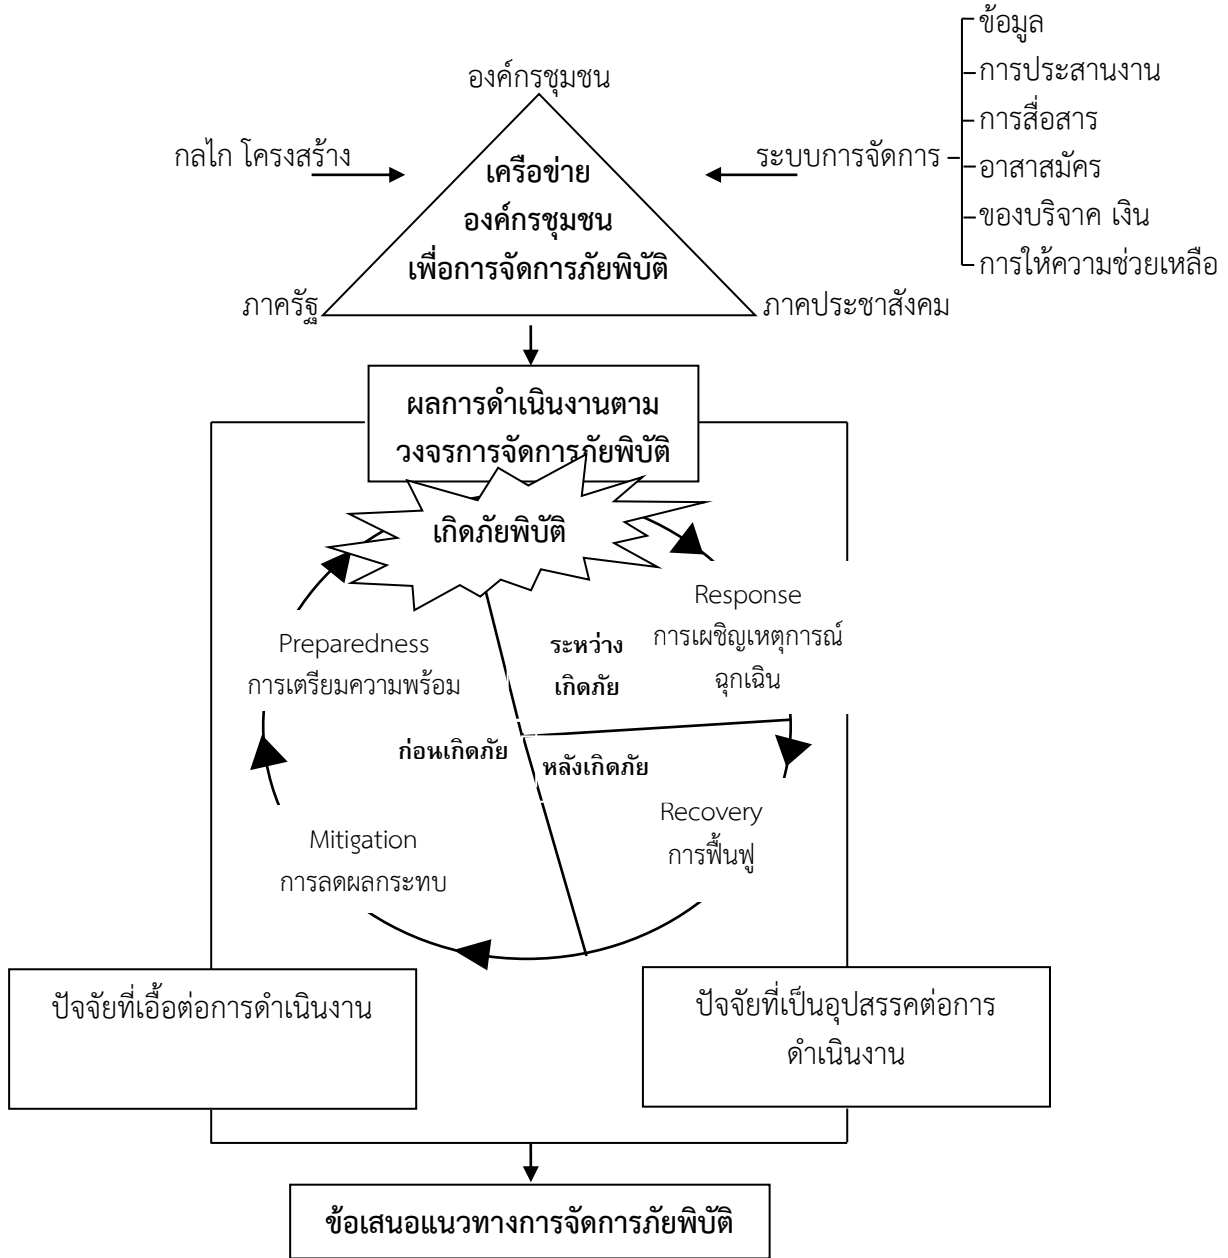 ข้อมูล
การประสานงาน
การสื่อสาร
อาสาสมัคร
ของบริจาค เงิน
การให้ความช่วยเหลือ
ระบบการจัดการ
องค์กรชุมชน
กลไก โครงสร้าง
เครือข่าย
องค์กรชุมชน
เพื่อการจัดการภัยพิบัติ
ภาครัฐ
ภาคประชาสังคม
ผลการดำเนินงานตาม
วงจรการจัดการภัยพิบัติ
เกิดภัยพิบัติ
Response
การเผชิญเหตุการณ์
ฉุกเฉิน
Preparedness
การเตรียมความพร้อม
ระหว่าง
เกิดภัย
ก่อนเกิดภัย
หลังเกิดภัย
Recovery
การฟื้นฟู
Mitigation
การลดผลกระทบ
ปัจจัยที่เอื้อต่อการดำเนินงาน
ปัจจัยที่เป็นอุปสรรคต่อการ
ดำเนินงาน
ข้อเสนอแนวทางการจัดการภัยพิบัติ